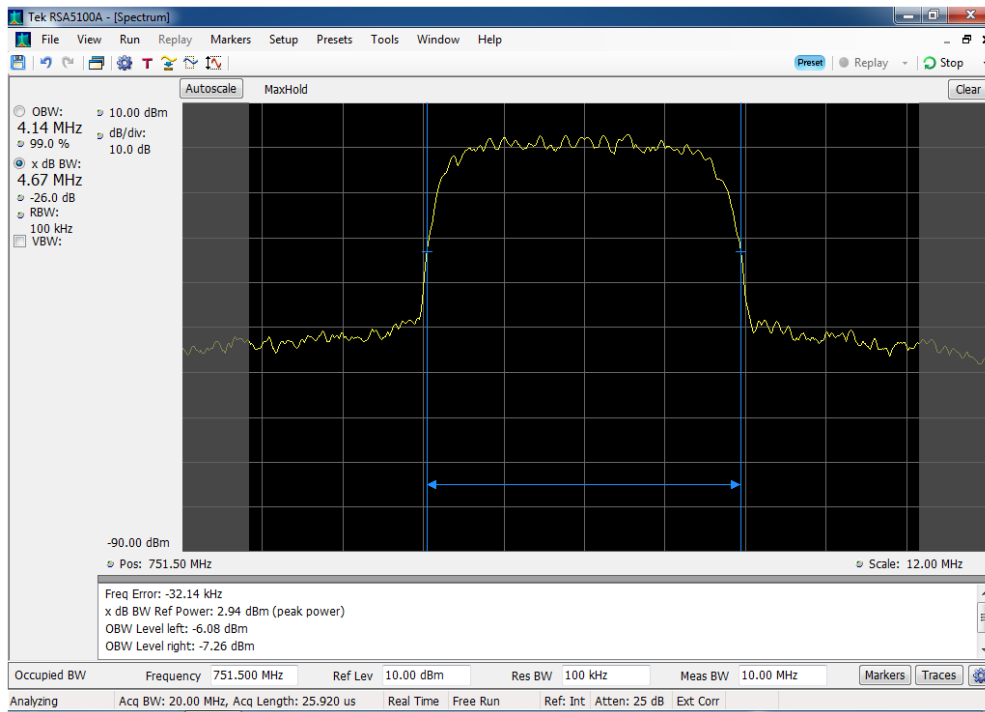 Tek RSA5100A - [Spectrum]
File View Run Replay Markers Setup Presets Tools Window Help
T Preset Replay Stop
Autoscale MaxHold Clear
OBW:
4.14 MHz
99.0 %
x dB BW:
4.67 MHz
-26.0 dB
RBW:
100 kHz
VBW:
10.00 dBm
dB/div:
10.0 dB
-90.00 dBm
Pos: 751.50 MHz Scale: 12.00 MHz
Freq Error: -32.14 kHz
x dB BW Ref Power: 2.94 dBm (peak power)
OBW Level left: -6.08 dBm
OBW Level right: -7.26 dBm
Occupied BW Frequency 751.500 MHz Ref Lev 10.00 dBm Res BW 100 kHz Meas BW 10.00 MHz Markers Traces
Analyzing Acq BW: 20.00 MHz, Acq Length: 25.920 us Real Time Free Run Ref: Int Atten: 25 dB Ext Corr